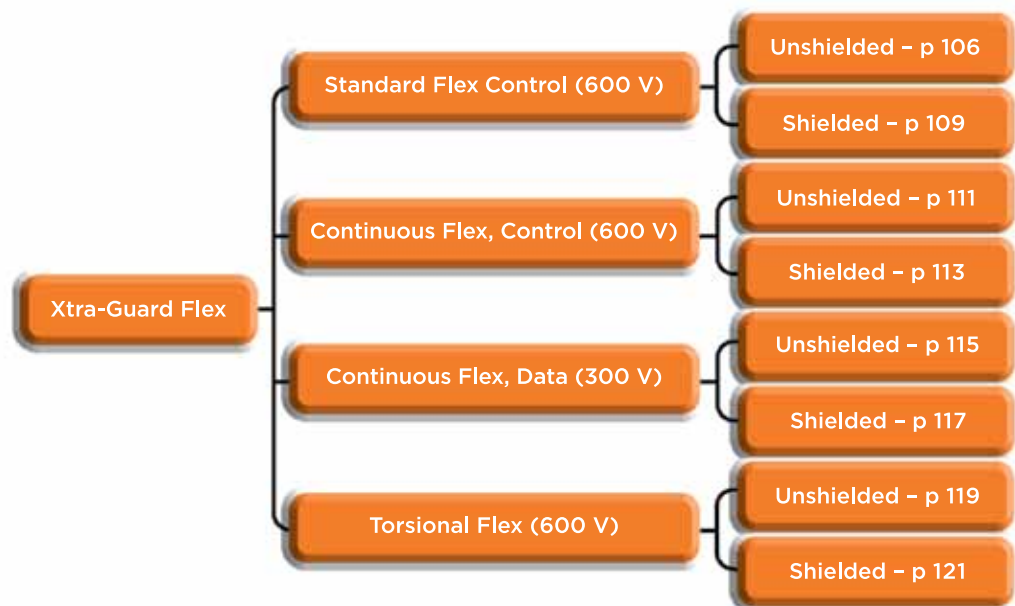 Xtra-Guard Flex
Standard Flex Control (600 V)
Unshielded – p 106
Shielded – p 109
Continuous Flex, Control (600 V)
Unshielded – p 111
Shielded – p 113
Continuous Flex, Data (300 V)
Unshielded – p 115
Shielded – p 117
Torsional Flex (600 V)
Unshielded – p 119
Shielded – p 121